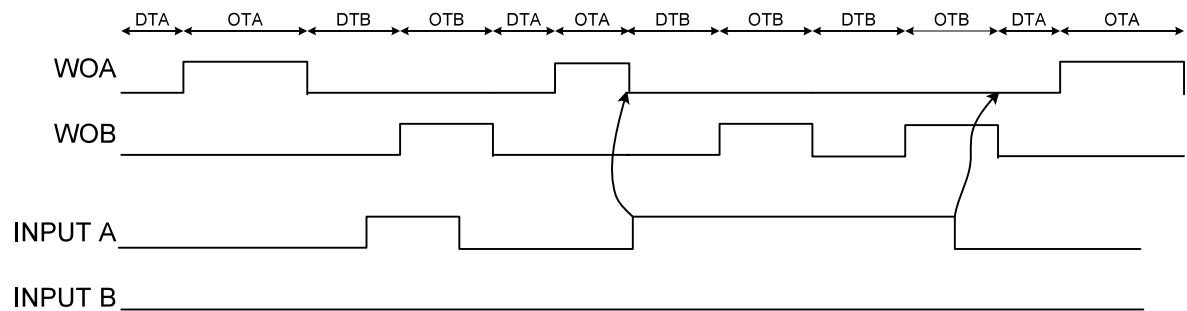 DTA OTA DTB OTB DTA OTA DTB OTB DTB OTB DTA OTA
WOA
WOB
INPUT A
INPUT B